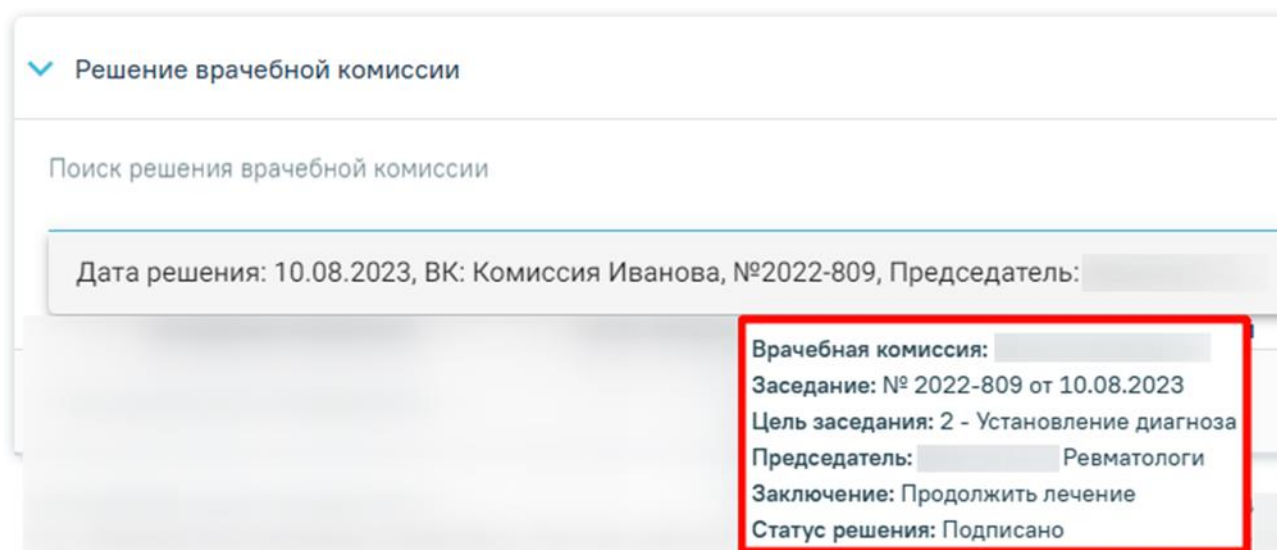 Решение врачебной комиссии
Поиск решения врачебной комиссии
Дата решения: 10.08.2023, ВК: Комиссия Иванова, №2022-809, Председатель:
Врачебная комиссия:
Заседание: № 2022-809 от 10.08.2023
Цель заседания: 2 - Установление диагноза
Председатель: Ревматологи
Заключение: Продолжить лечение
Статус решения: Подписано